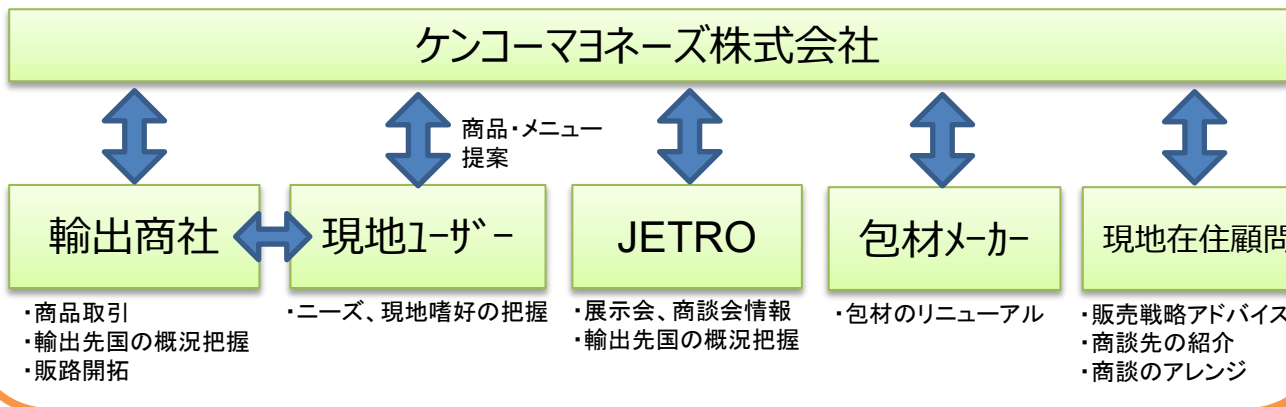 ケンコーマヨネーズ株式会社
商品・メニュー
提案
輸出商社
現地ユーザー
JETRO
包材メーカー
現地在住顧問
・商品取引
・輸出先国の概況把握
・販路開拓
・ニーズ、現地嗜好の把握
・展示会、商談会情報
・輸出先国の概況把握
・包材のリニューアル
・販売戦略アドバイス
・商談先の紹介
・商談のアレンジ